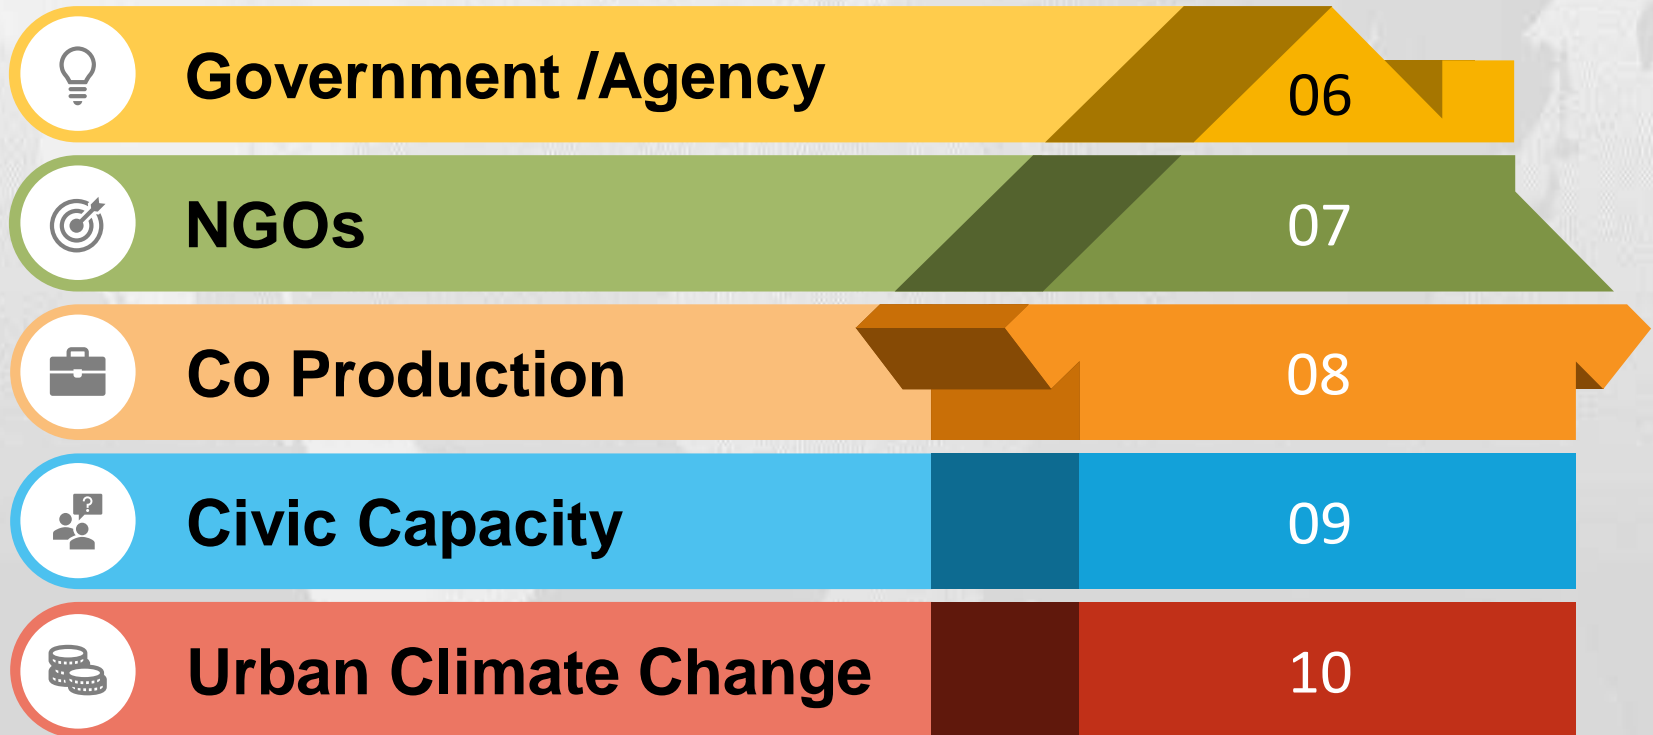 Government /Agency 06
NGOs 07
Co Production 08
Civic Capacity 09
? 
Urban Climate Change 10